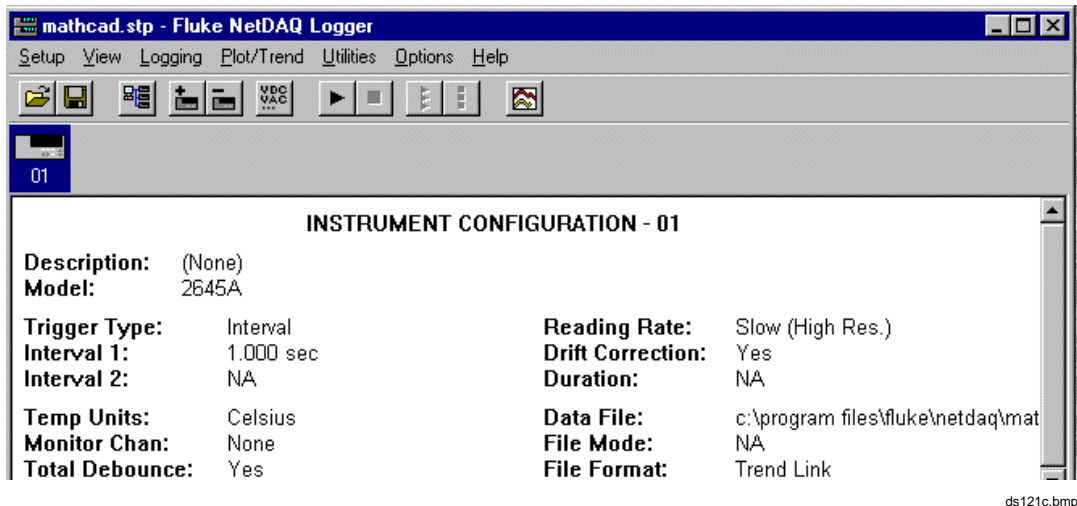 mathcad.stp - Fluke NetDAQ Logger
Setup View Logging Plot/Trend Utilities Options Help
VDC
VAC
01
INSTRUMENT CONFIGURATION - 01
Description: (None)
Model: 2645A
Trigger Type: Interval Reading Rate: Slow (High Res.)
Interval 1: 1.000 sec Drift Correction: Yes
Interval 2: NA Duration: NA
Temp Units: Celsius Data File: c:\program files\fluke\netdaq\mat
Monitor Chan: None File Mode: NA
Total Debounce: Yes File Format: Trend Link
ds121c.bmp